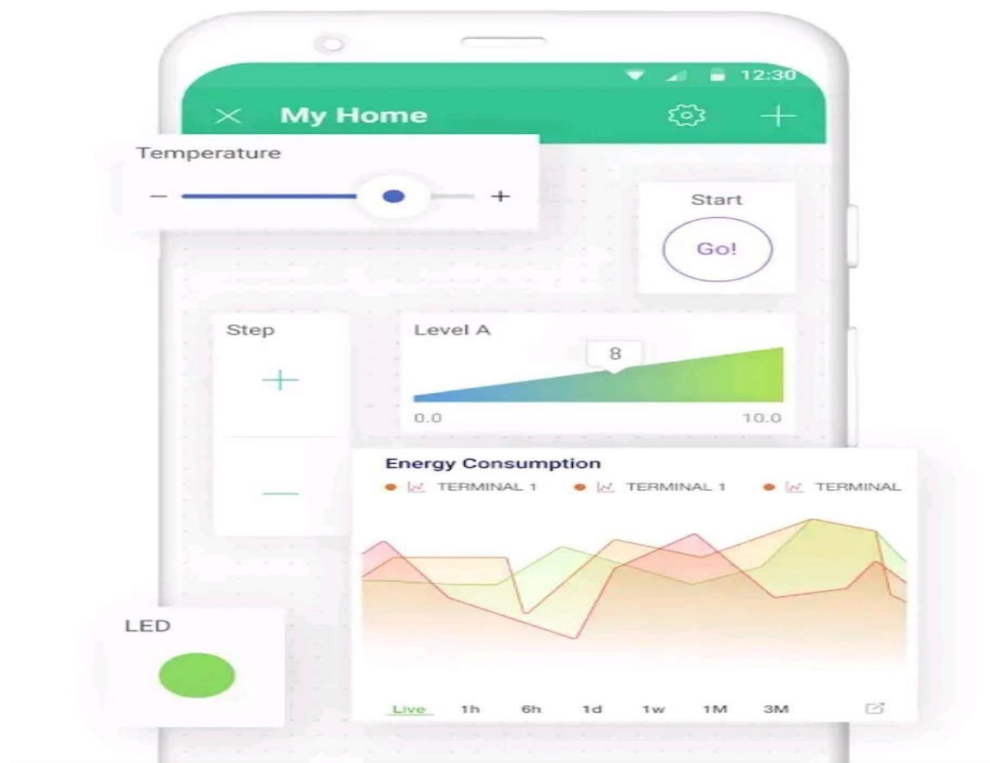 12:30
My Home
Temperature
− +
Start
Go!
Step
+
−
Level A
8
0.0 10.0
Energy Consumption
TERMINAL 1 TERMINAL 1 TERMINAL
Live 1h 6h 1d 1w 1M 3M
LED